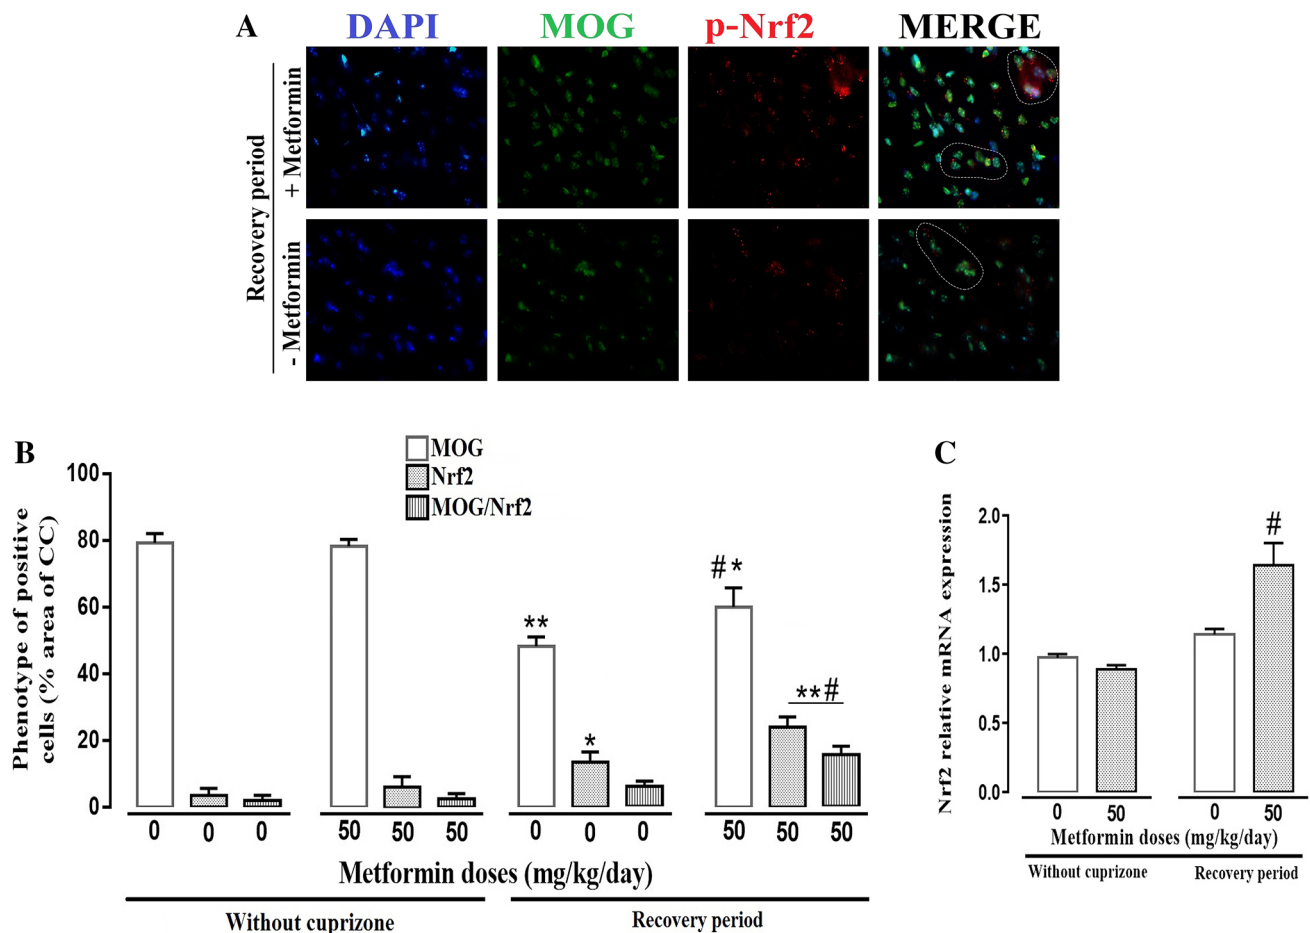 A
DAPI MOG p-Nrf2 MERGE
Recovery period
+ Metformin
- Metformin
B
MOG
Nrf2
MOG/Nrf2
Phenotype of positive
cells (% area of CC)
100
80
60
40
20
0
**
*
# *
**#
0 0 0 50 50 50 0 0 0 50 50 50
Metformin doses (mg/kg/day)
Without cuprizone Recovery period
C
Nrf2 relative mRNA expression
2.0
1.5
1.0
0.5
0.0
#
0 50 0 50
Metformin doses (mg/kg/day)
Without cuprizone Recovery period